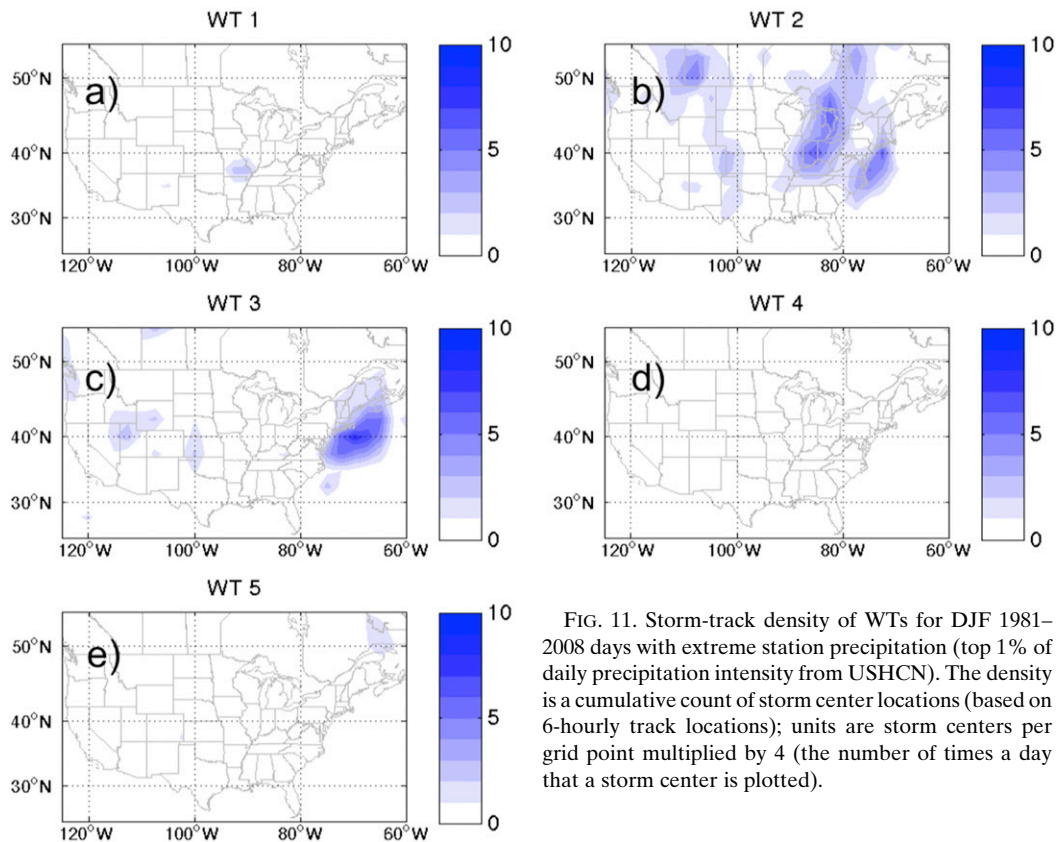 WT 1
50°N
40°N
30°N
a)
10
5
0
120°W 100°W 80°W 60°W
WT 2
50°N
40°N
30°N
b)
10
5
0
120°W 100°W 80°W 60°W
WT 3
50°N
40°N
30°N
c)
10
5
0
120°W 100°W 80°W 60°W
WT 4
50°N
40°N
30°N
d)
10
5
0
120°W 100°W 80°W 60°W
WT 5
50°N
40°N
30°N
e)
10
5
0
120°W 100°W 80°W 60°W
FIG. 11. Storm-track density of WTs for DJF 1981–
2008 days with extreme station precipitation (top 1% of
daily precipitation intensity from USHCN). The density
is a cumulative count of storm center locations (based on
6-hourly track locations); units are storm centers per
grid point multiplied by 4 (the number of times a day
that a storm center is plotted).